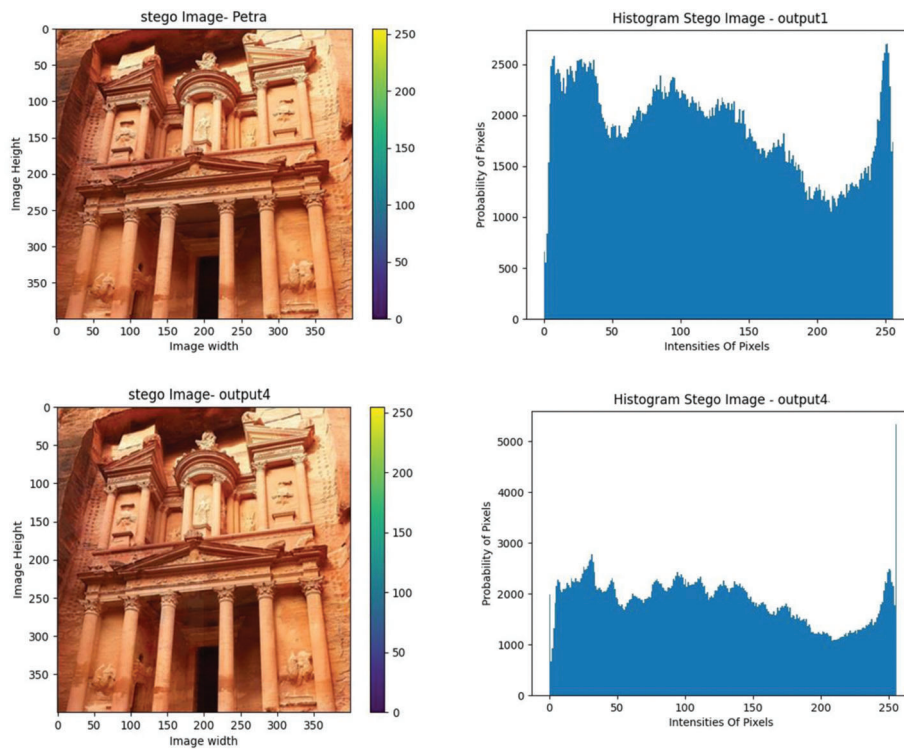 stego Image- Petra
0
50
100
150
200
250
300
350
Image Height
0 50 100 150 200 250 300 350
Image width
250
200
150
100
50
0
Histogram Stego Image - output1
2500
2000
1500
1000
500
0
Probability of Pixels
0 50 100 150 200 250
Intensities Of Pixels
stego Image- output4
0
50
100
150
200
250
300
350
Image Height
0 50 100 150 200 250 300 350
Image width
250
200
150
100
50
0
Histogram Stego Image - output4
5000
4000
3000
2000
1000
0
Probability of Pixels
0 50 100 150 200 250
Intensities Of Pixels